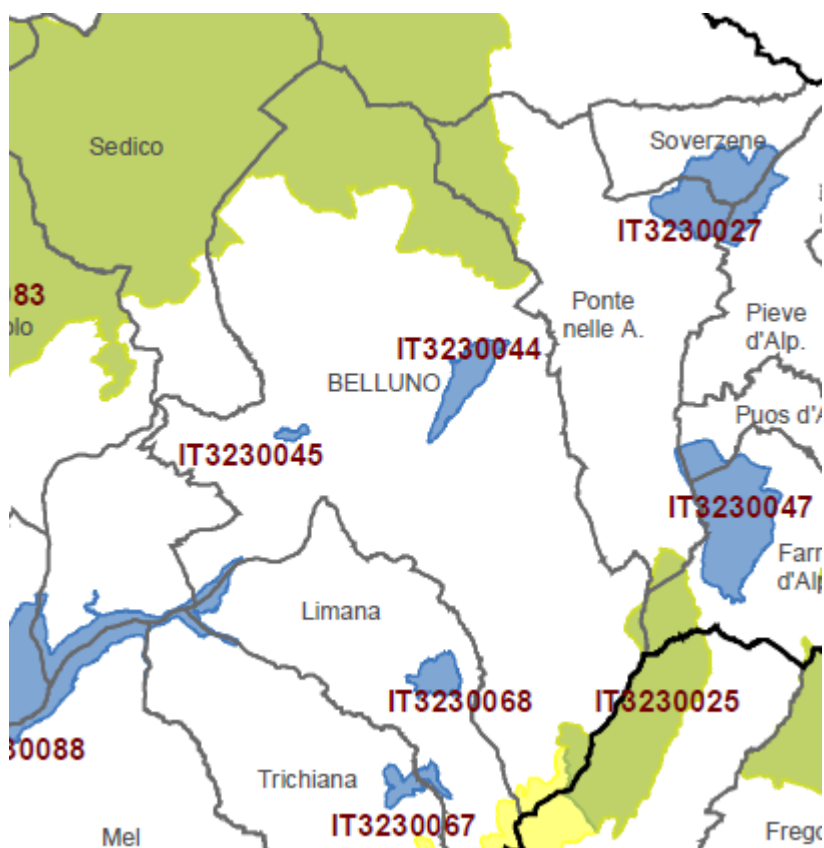 Soverzene
Sedico
IT3230027
083
olo
Ponte
nelle A.
Pieve
d'Alp.
IT3230044
BELLUNO
Puos d'A
IT3230045
IT3230047
Farr
d'Alp
Limana
IT3230068
IT3230025
30088
Trichiana
IT3230067
Mel
Frego